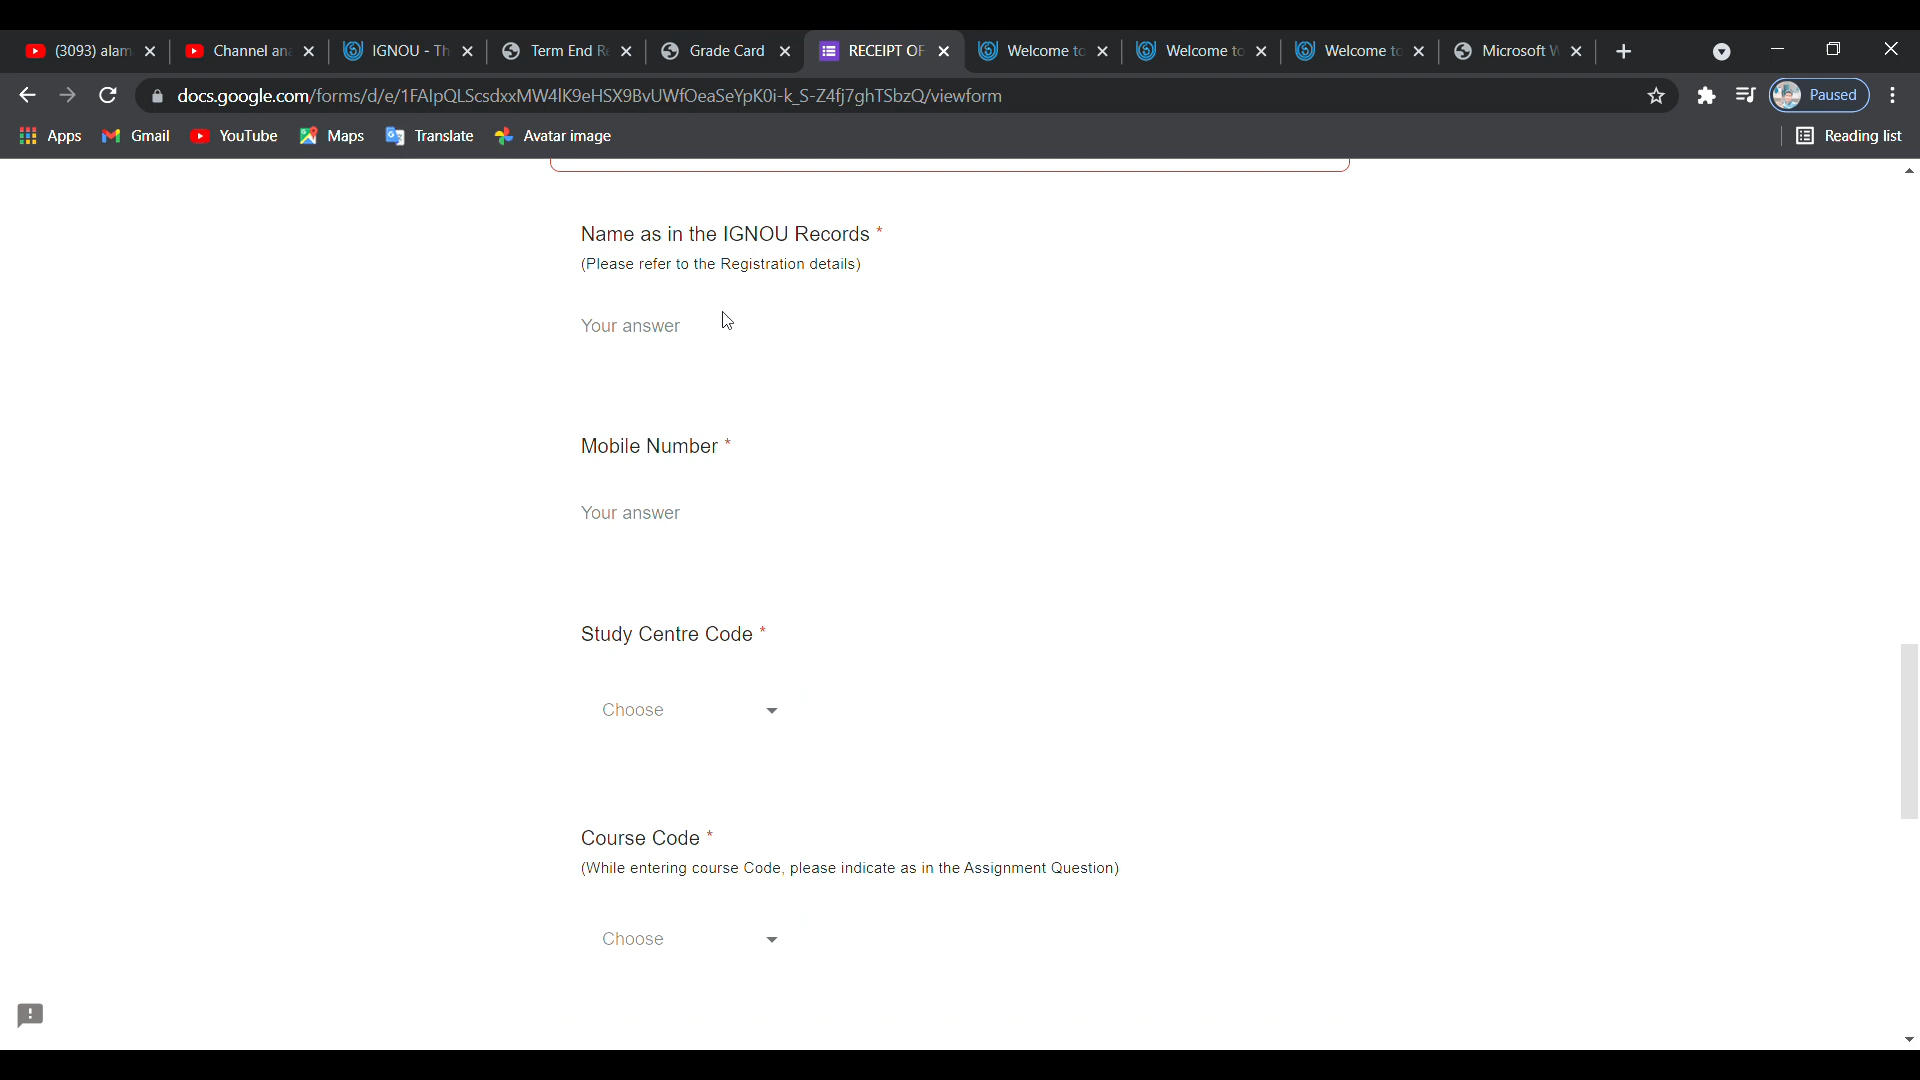 (3093) alam
Channel an
IGNOU - Th
Term End R
Grade Card
RECEIPT OF
Welcome to
Welcome to
Welcome to
Microsoft W
docs.google.com/forms/d/e/1FAIpQLScsdxxMW4lK9eHSX9BvUWfOeaSeYpK0i-k_S-Z4fj7ghTSbzQ/viewform
Paused
Apps
Gmail
YouTube
Maps
Translate
Avatar image
Reading list
Name as in the IGNOU Records *
(Please refer to the Registration details)
Your answer
Mobile Number *
Your answer
Study Centre Code *
Choose
Course Code *
(While entering course Code, please indicate as in the Assignment Question)
Choose